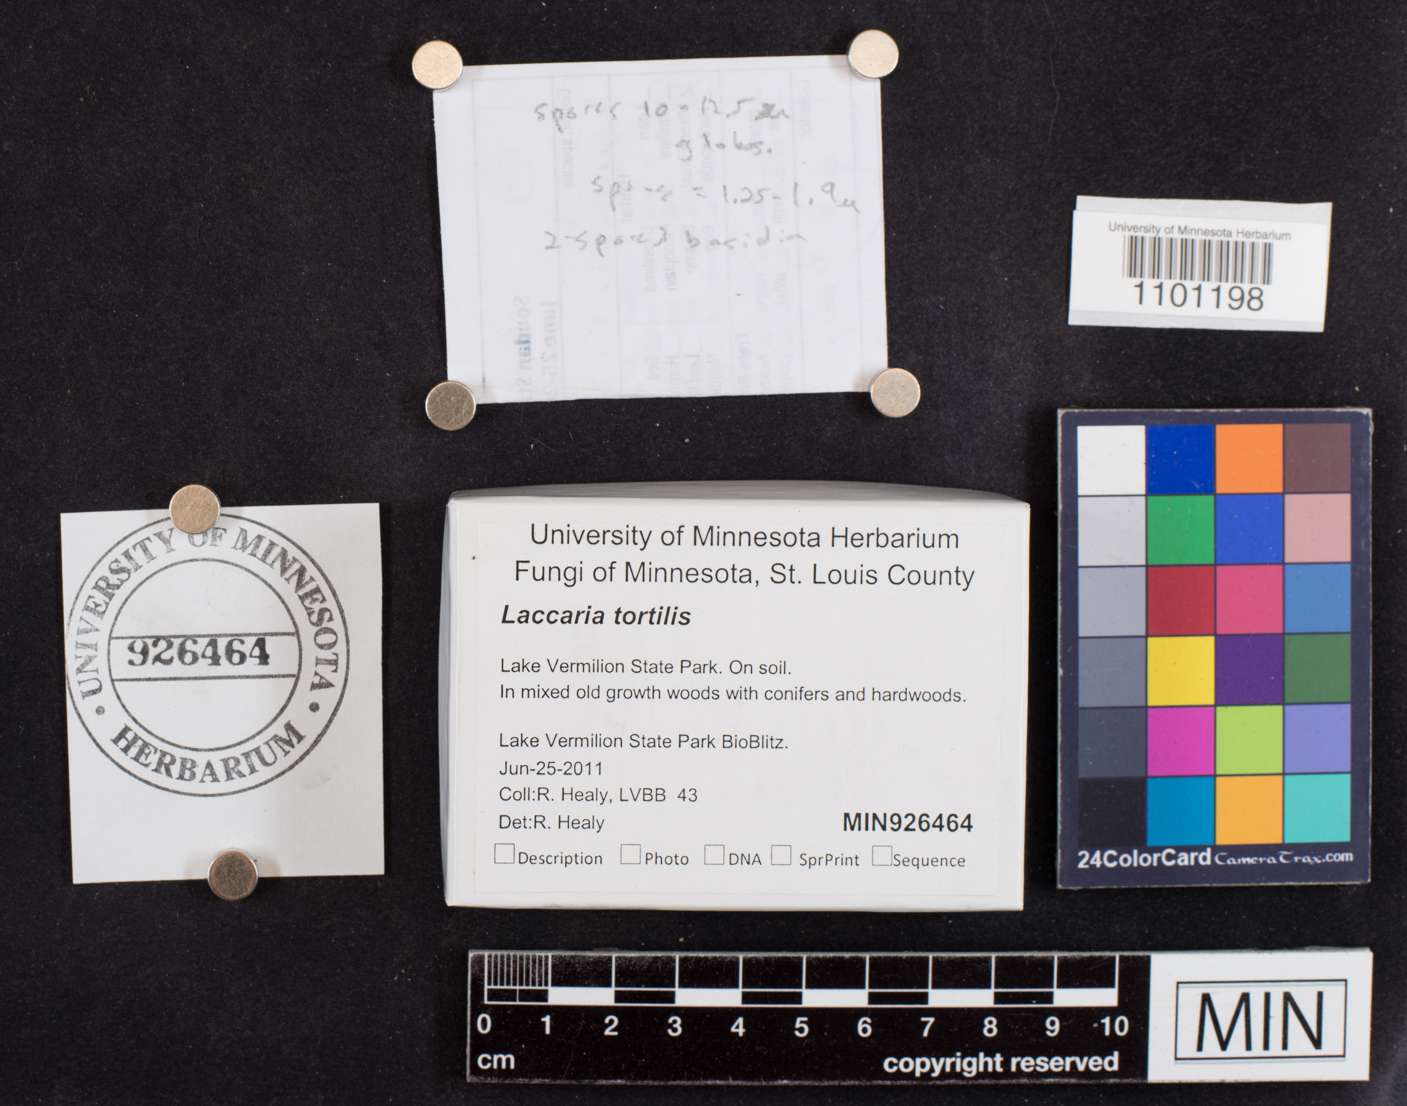 spores 10-12.5 µ
globos.
= 1.25-1.9µ
2-spored basidia
University of Minnesota Herbarium
1101198
UNIVERSITY OF MINNESOTA
926464
• HERBARIUM •
University of Minnesota Herbarium
Fungi of Minnesota, St. Louis County
Laccaria tortilis
Lake Vermilion State Park. On soil.
In mixed old growth woods with conifers and hardwoods.
Lake Vermilion State Park BioBlitz.
Jun-25-2011
Coll:R. Healy, LVBB 43
Det:R. Healy
MIN926464
Description Photo DNA SprPrint Sequence
24ColorCard CameraTrax.com
0 1 2 3 4 5 6 7 8 9 10
cm
copyright reserved
MIN